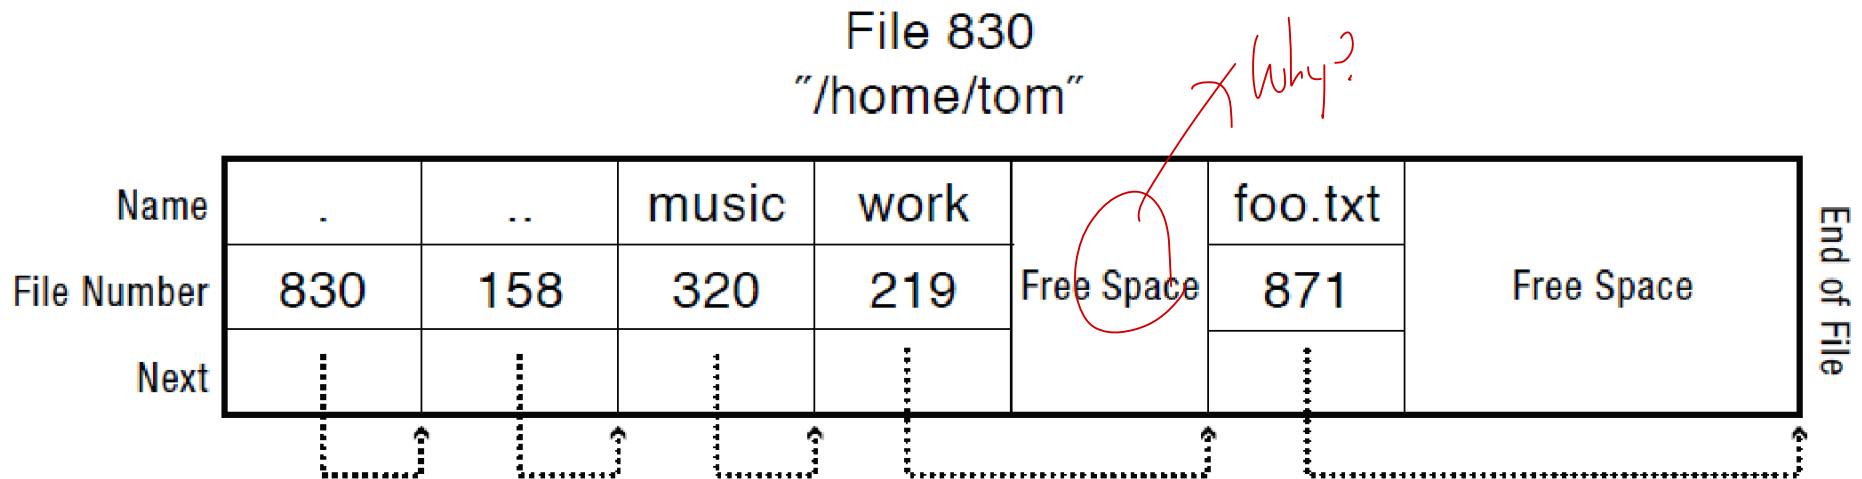 File 830
"/home/tom"
Why?
Name . .. music work foo.txt
File Number 830 158 320 219 Free Space 871 Free Space
Next
End of File